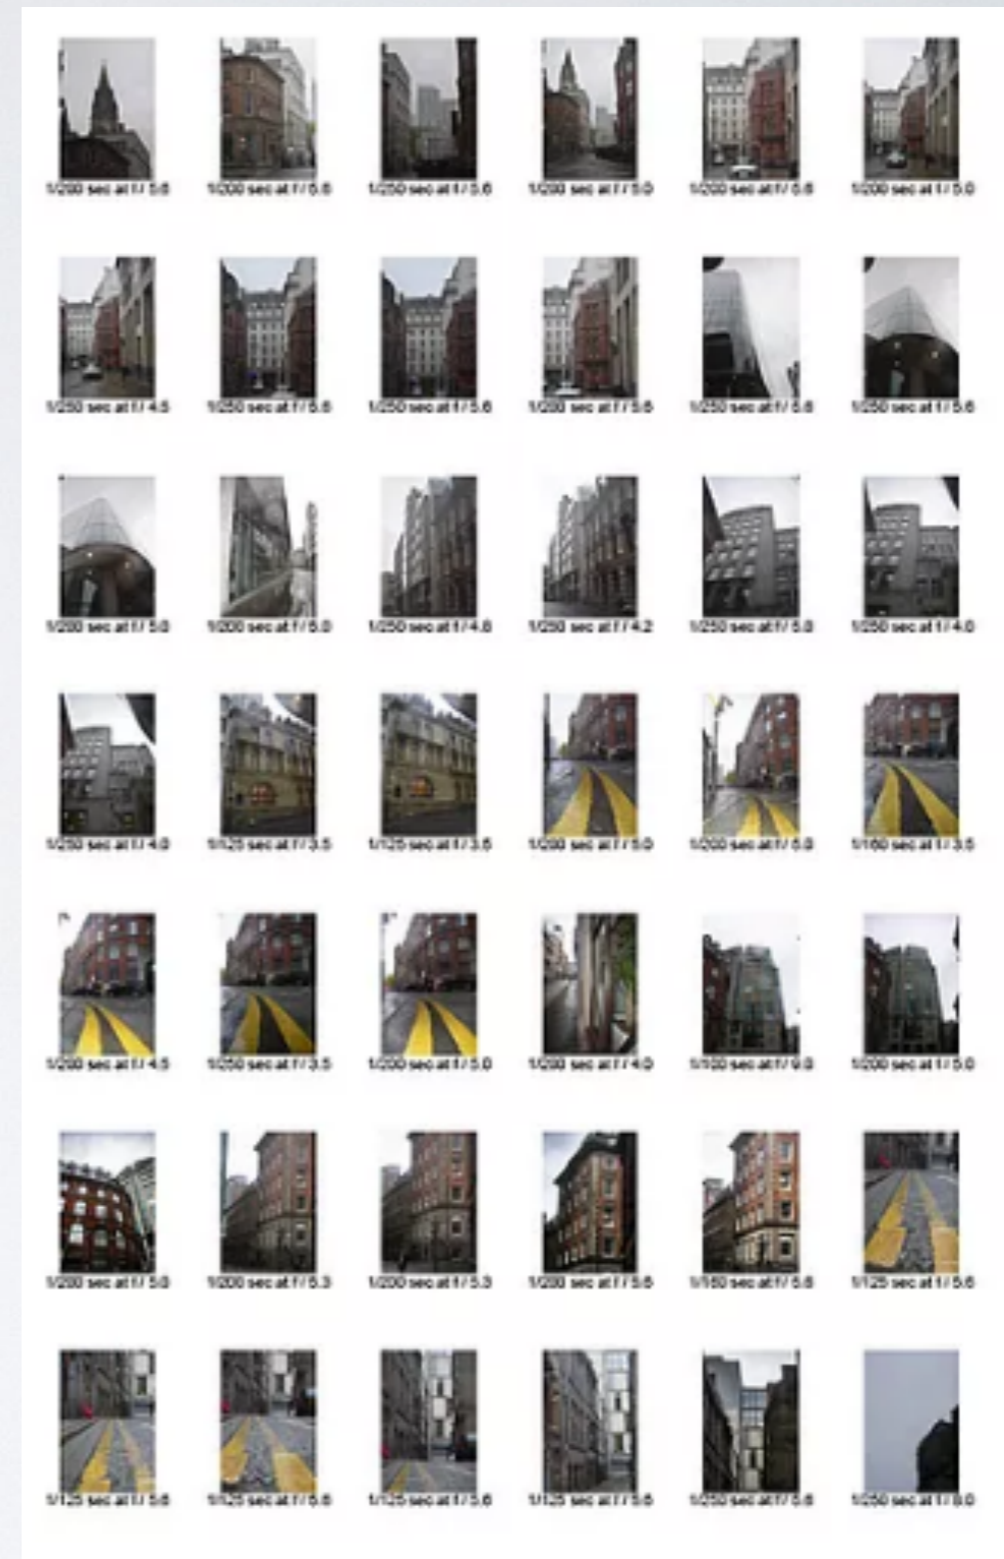 1/200 sec at f / 5.6 1/200 sec at f / 5.6 1/250 sec at f / 5.6 1/200 sec at f / 5.0 1/200 sec at f / 5.6 1/200 sec at f / 5.0
1/250 sec at f / 4.5 1/250 sec at f / 5.6 1/250 sec at f / 5.6 1/200 sec at f / 5.6 1/250 sec at f / 5.6 1/250 sec at f / 5.6
1/200 sec at f / 5.0 1/200 sec at f / 5.0 1/250 sec at f / 4.8 1/250 sec at f / 4.2 1/250 sec at f / 5.0 1/250 sec at f / 4.0
1/250 sec at f / 4.0 1/125 sec at f / 3.5 1/125 sec at f / 3.5 1/200 sec at f / 5.0 1/200 sec at f / 5.0 1/160 sec at f / 3.5
1/200 sec at f / 4.5 1/250 sec at f / 3.5 1/200 sec at f / 5.0 1/200 sec at f / 4.0 1/100 sec at f / 9.0 1/200 sec at f / 5.0
1/200 sec at f / 5.0 1/200 sec at f / 5.3 1/200 sec at f / 5.3 1/200 sec at f / 5.6 1/160 sec at f / 5.6 1/125 sec at f / 5.6
1/125 sec at f / 5.6 1/125 sec at f / 5.6 1/125 sec at f / 5.6 1/125 sec at f / 5.6 1/250 sec at f / 5.6 1/250 sec at f / 8.0